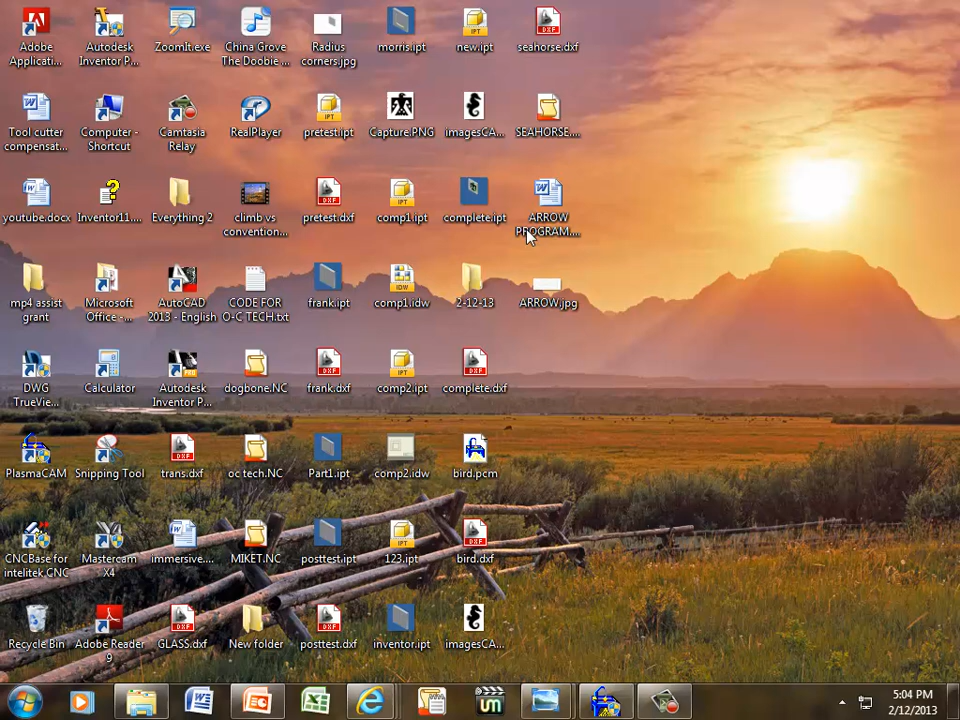 Adobe Applicati...
Autodesk Inventor P...
ZoomIt.exe
China Grove The Doobie ...
Radius corners.jpg
morris.ipt
new.ipt
seahorse.dxf
Tool cutter compensat...
Computer - Shortcut
Camtasia Relay
RealPlayer
pretest.ipt
Capture.PNG
imagesCA...
SEAHORSE....
youtube.docx
Inventor11....
Everything 2
climb vs convention...
pretest.dxf
comp1.ipt
complete.ipt
ARROW PROGRAM....
mp4 assist grant
Microsoft Office -...
AutoCAD 2013 - English
CODE FOR O-C TECH.txt
frank.ipt
comp1.idw
2-12-13
ARROW.jpg
DWG TrueVie...
Calculator
Autodesk Inventor P...
dogbone.NC
frank.dxf
comp2.ipt
complete.dxf
PlasmaCAM
Snipping Tool
trans.dxf
oc tech.NC
Part1.ipt
comp2.idw
bird.pcm
CNCBase for intelitek CNC
Mastercam X4
immersive....
MIKET.NC
posttest.ipt
123.ipt
bird.dxf
Recycle Bin
Adobe Reader 9
GLASS.dxf
New folder
posttest.dxf
inventor.ipt
imagesCA...
5:04 PM
2/12/2013